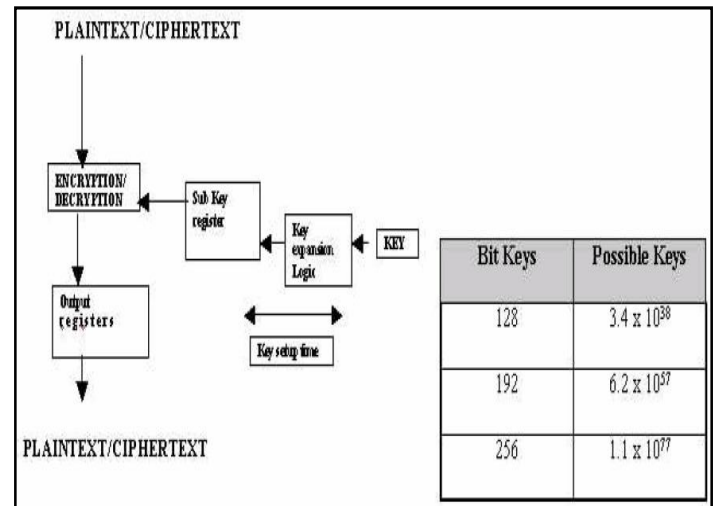 PLAINTEXT/CIPHERTEXT
ENCRYPTION/
DECRYPTION
Sub Key
register
Key
expansion
Logic
KEY
Output
registers
Key setup time
PLAINTEXT/CIPHERTEXT
Bit Keys Possible Keys
128 3.4 x 10³⁸
192 6.2 x 10⁵⁷
256 1.1 x 10⁷⁷